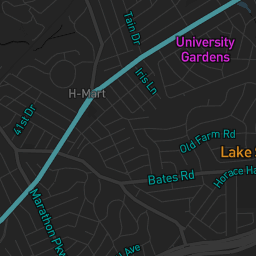 Tain Dr
University
Gardens
Iris Ln
H-Mart
41st Dr
Old Farm Rd
Lake
Bates Rd
Horace Ha
Marathon Pkwy
Ave